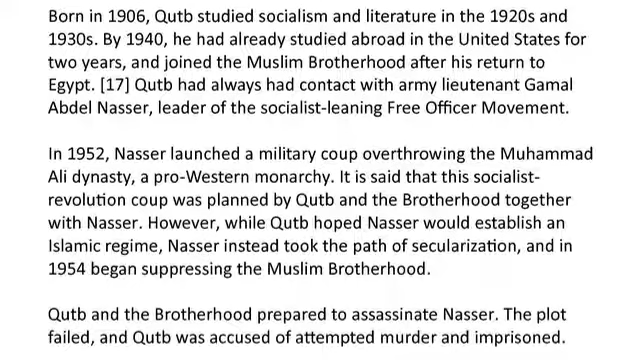 Born in 1906, Qutb studied socialism and literature in the 1920s and
1930s. By 1940, he had already studied abroad in the United States for
two years, and joined the Muslim Brotherhood after his return to
Egypt. [17] Qutb had always had contact with army lieutenant Gamal
Abdel Nasser, leader of the socialist-leaning Free Officer Movement.

In 1952, Nasser launched a military coup overthrowing the Muhammad
Ali dynasty, a pro-Western monarchy. It is said that this socialist-
revolution coup was planned by Qutb and the Brotherhood together
with Nasser. However, while Qutb hoped Nasser would establish an
Islamic regime, Nasser instead took the path of secularization, and in
1954 began suppressing the Muslim Brotherhood.

Qutb and the Brotherhood prepared to assassinate Nasser. The plot
failed, and Qutb was accused of attempted murder and imprisoned.